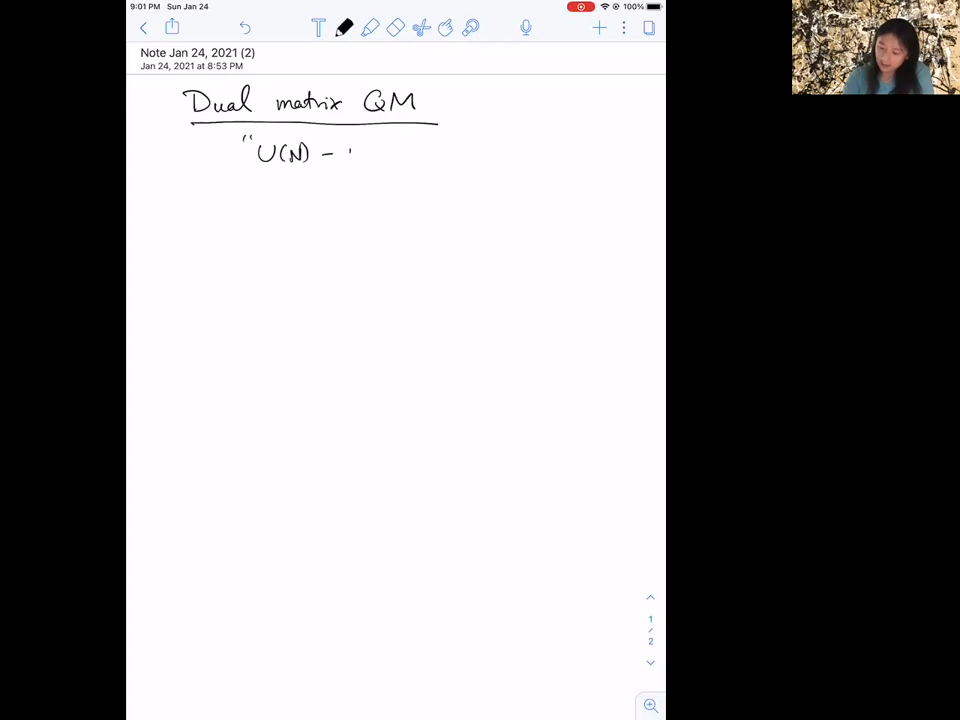 9:01 PM Sun Jan 24 100%
Note Jan 24, 2021 (2)
Jan 24, 2021 at 8:53 PM
Dual matrix QM
"U(N) -
1
/
2